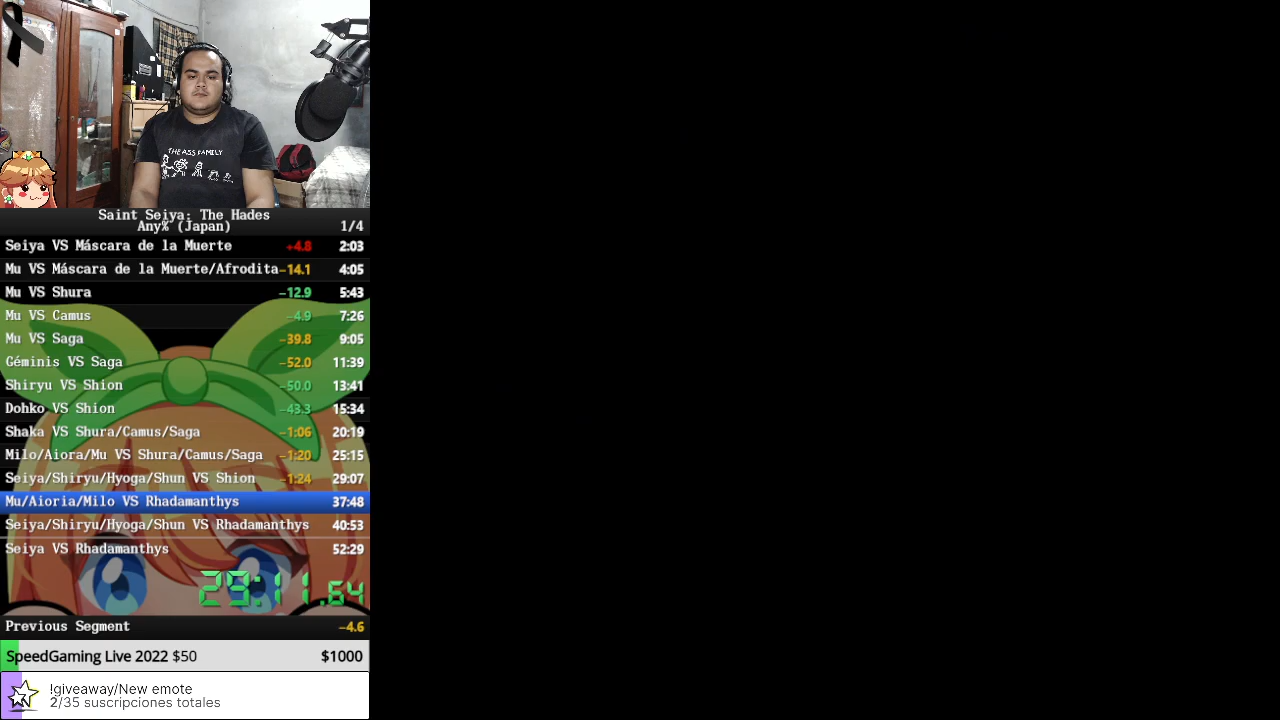 THE ASS FAMILY
Saint Seiya: The Hades
Any% (Japan) 1/4
Seiya VS Máscara de la Muerte +4.8 2:03
Mu VS Máscara de la Muerte/Afrodita -14.1 4:05
Mu VS Shura -12.9 5:43
Mu VS Camus -4.9 7:26
Mu VS Saga -39.8 9:05
Géminis VS Saga -52.0 11:39
Shiryu VS Shion -50.0 13:41
Dohko VS Shion -43.3 15:34
Shaka VS Shura/Camus/Saga -1:06 20:19
Milo/Aiora/Mu VS Shura/Camus/Saga -1:20 25:15
Seiya/Shiryu/Hyoga/Shun VS Shion -1:24 29:07
Mu/Aioria/Milo VS Rhadamanthys 37:48
Seiya/Shiryu/Hyoga/Shun VS Rhadamanthys 40:53
Seiya VS Rhadamanthys 52:29
29:11.64
Previous Segment -4.6
SpeedGaming Live 2022 $50 $1000
!giveaway/New emote
2/35 suscripciones totales